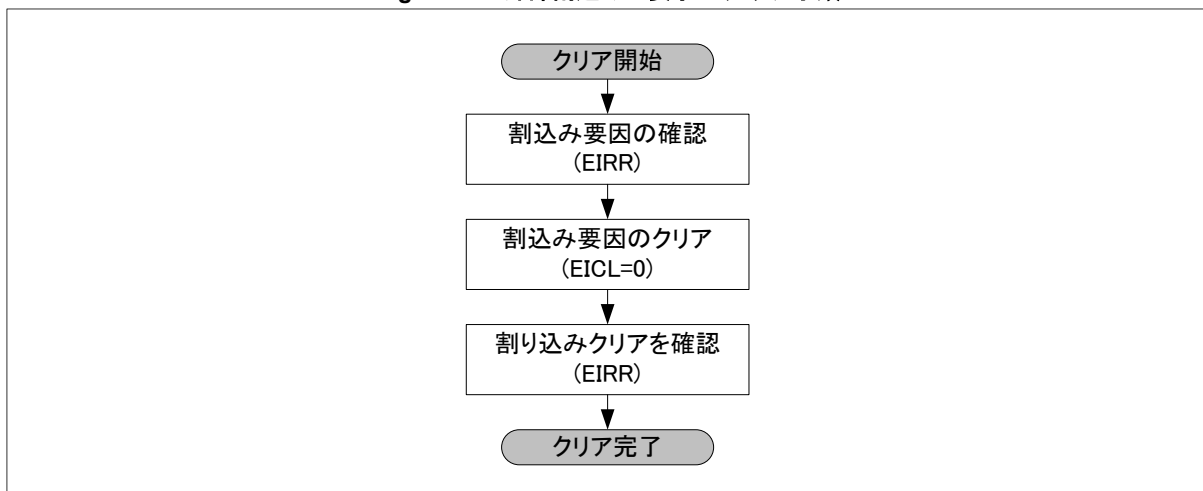 クリア開始
割込み要因の確認
(EIRR)
割込み要因のクリア
(EICL=0)
割り込みクリアを確認
(EIRR)
クリア完了